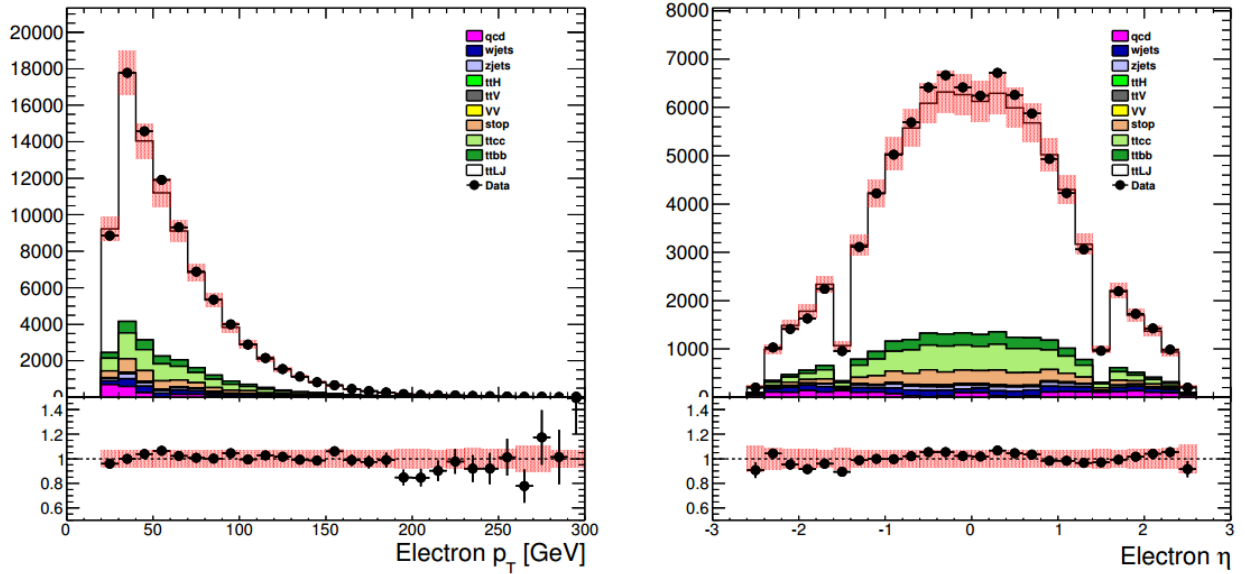 20000
18000
16000
14000
12000
10000
8000
6000
4000
2000
0
qcd
wjets
zjets
ttH
ttV
VV
stop
ttcc
ttbb
ttLJ
Data
1.4
1.2
1
0.8
0.6
0 50 100 150 200 250 300
Electron p_T [GeV]
8000
7000
6000
5000
4000
3000
2000
1000
0
qcd
wjets
zjets
ttH
ttV
VV
stop
ttcc
ttbb
ttLJ
Data
1.4
1.2
1
0.8
0.6
-3 -2 -1 0 1 2 3
Electron η